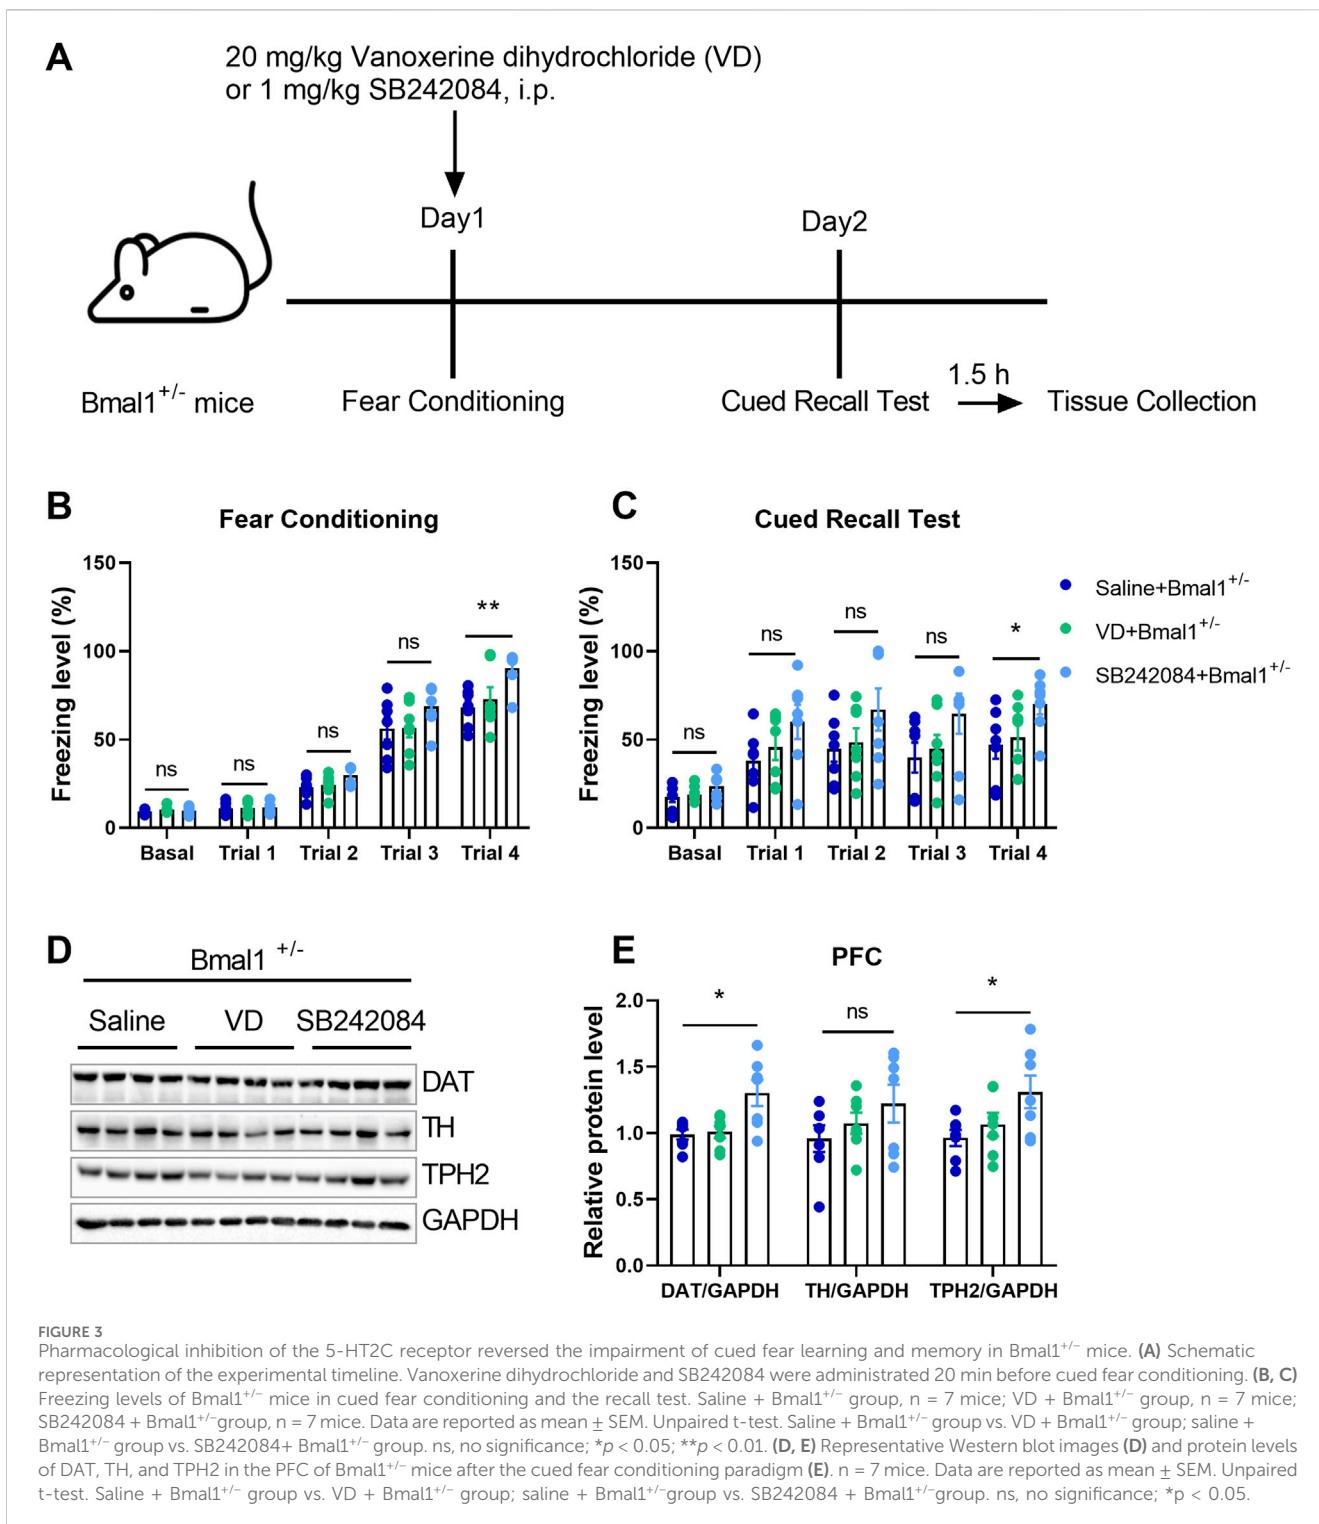 A
20 mg/kg Vanoxerine dihydrochloride (VD)
or 1 mg/kg SB242084, i.p.
Day1
Day2
1.5 h
Bmal1+/- mice
Fear Conditioning
Cued Recall Test
Tissue Collection
B
Fear Conditioning
Freezing level (%)
150
100
50
0
ns
ns
ns
ns
**
Basal
Trial 1
Trial 2
Trial 3
Trial 4
C
Cued Recall Test
Freezing level (%)
150
100
50
0
ns
ns
ns
ns
*
Basal
Trial 1
Trial 2
Trial 3
Trial 4
Saline+Bmal1+/-
VD+Bmal1+/-
SB242084+Bmal1+/-
D
Bmal1 +/-
Saline
VD
SB242084
DAT
TH
TPH2
GAPDH
E
PFC
Relative protein level
2.0
1.5
1.0
0.5
0.0
*
ns
*
DAT/GAPDH
TH/GAPDH
TPH2/GAPDH
FIGURE 3
Pharmacological inhibition of the 5-HT2C receptor reversed the impairment of cued fear learning and memory in Bmal1+/− mice. (A) Schematic
representation of the experimental timeline. Vanoxerine dihydrochloride and SB242084 were administrated 20 min before cued fear conditioning. (B, C)
Freezing levels of Bmal1+/− mice in cued fear conditioning and the recall test. Saline + Bmal1+/− group, n = 7 mice; VD + Bmal1+/− group, n = 7 mice;
SB242084 + Bmal1+/−group, n = 7 mice. Data are reported as mean ± SEM. Unpaired t-test. Saline + Bmal1+/− group vs. VD + Bmal1+/− group; saline +
Bmal1+/− group vs. SB242084+ Bmal1+/− group. ns, no significance; *p < 0.05; **p < 0.01. (D, E) Representative Western blot images (D) and protein levels
of DAT, TH, and TPH2 in the PFC of Bmal1+/− mice after the cued fear conditioning paradigm (E). n = 7 mice. Data are reported as mean ± SEM. Unpaired
t-test. Saline + Bmal1+/− group vs. VD + Bmal1+/− group; saline + Bmal1+/−group vs. SB242084 + Bmal1+/−group. ns, no significance; *p < 0.05.